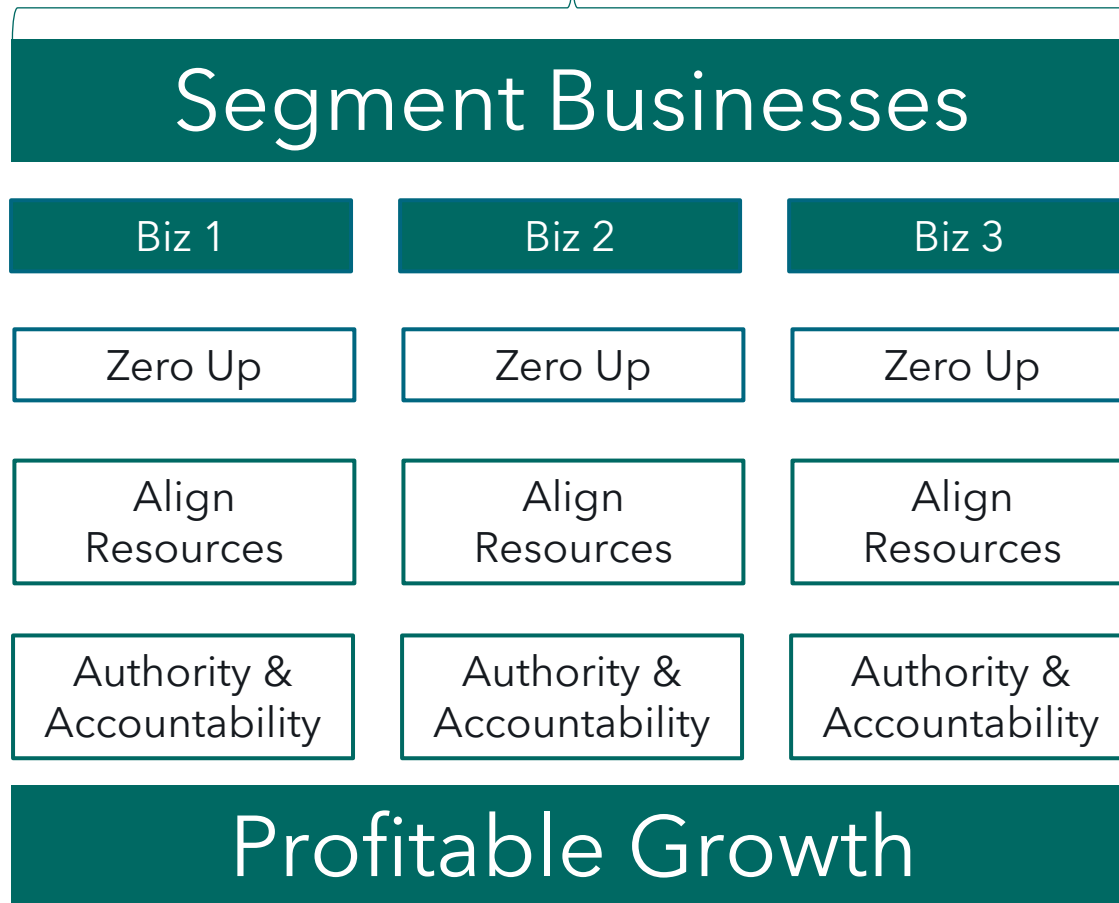 Segment Businesses
Biz 1
Biz 2
Biz 3
Zero Up
Zero Up
Zero Up
Align
Resources
Align
Resources
Align
Resources
Authority &
Accountability
Authority &
Accountability
Authority &
Accountability
Profitable Growth